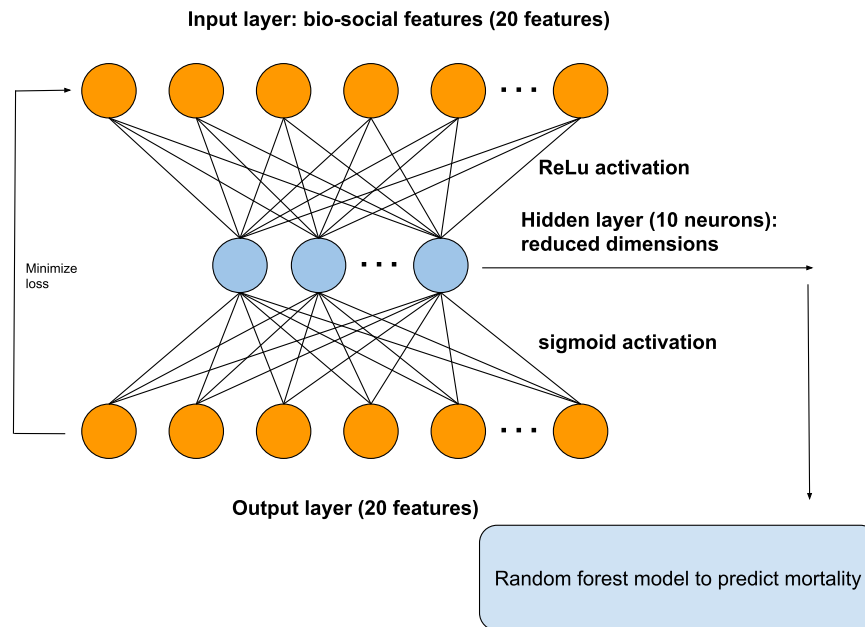 Input layer: bio-social features (20 features)
ReLu activation
Hidden layer (10 neurons):
reduced dimensions
Minimize
loss
sigmoid activation
Output layer (20 features)
Random forest model to predict mortality